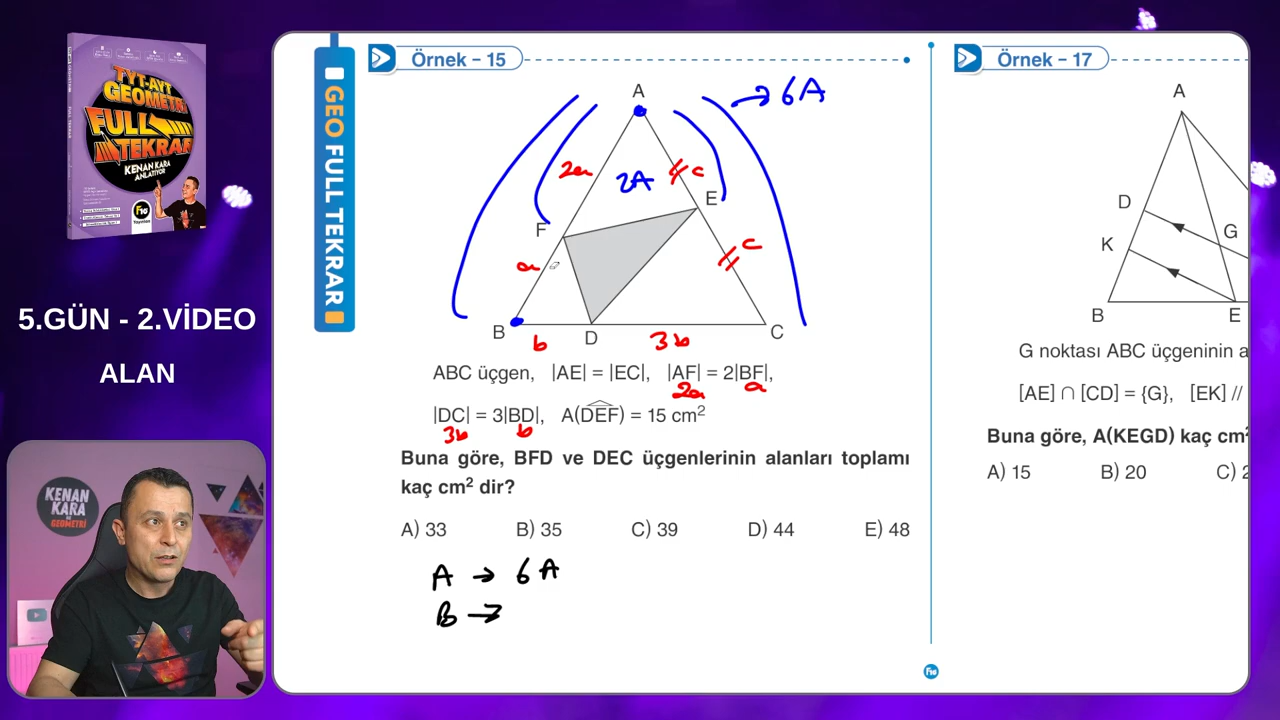 TYT-AYT
GEOMETRİ
FULL
TEKRAR
KENAN KARA
ANLATIYOR
F10
5.GÜN - 2.VİDEO
ALAN
KENAN
KARA
GEOMETRİ
GEO FULL TEKRAR
Örnek – 15
A
→ 6A
2a
2A
c
E
F
a
c
B
D
C
b
3b
ABC üçgen, |AE| = |EC|, |AF| = 2|BF|,
2a a
|DC| = 3|BD|, A(DEF) = 15 cm²
3b b
Buna göre, BFD ve DEC üçgenlerinin alanları toplamı
kaç cm² dir?
A) 33 B) 35 C) 39 D) 44 E) 48
A → 6A
B →
F10
Örnek – 17
A
D
K
G
B
E
G noktası ABC üçgeninin a
[AE] ∩ [CD] = {G}, [EK] //
Buna göre, A(KEGD) kaç cm²
A) 15 B) 20 C) 2